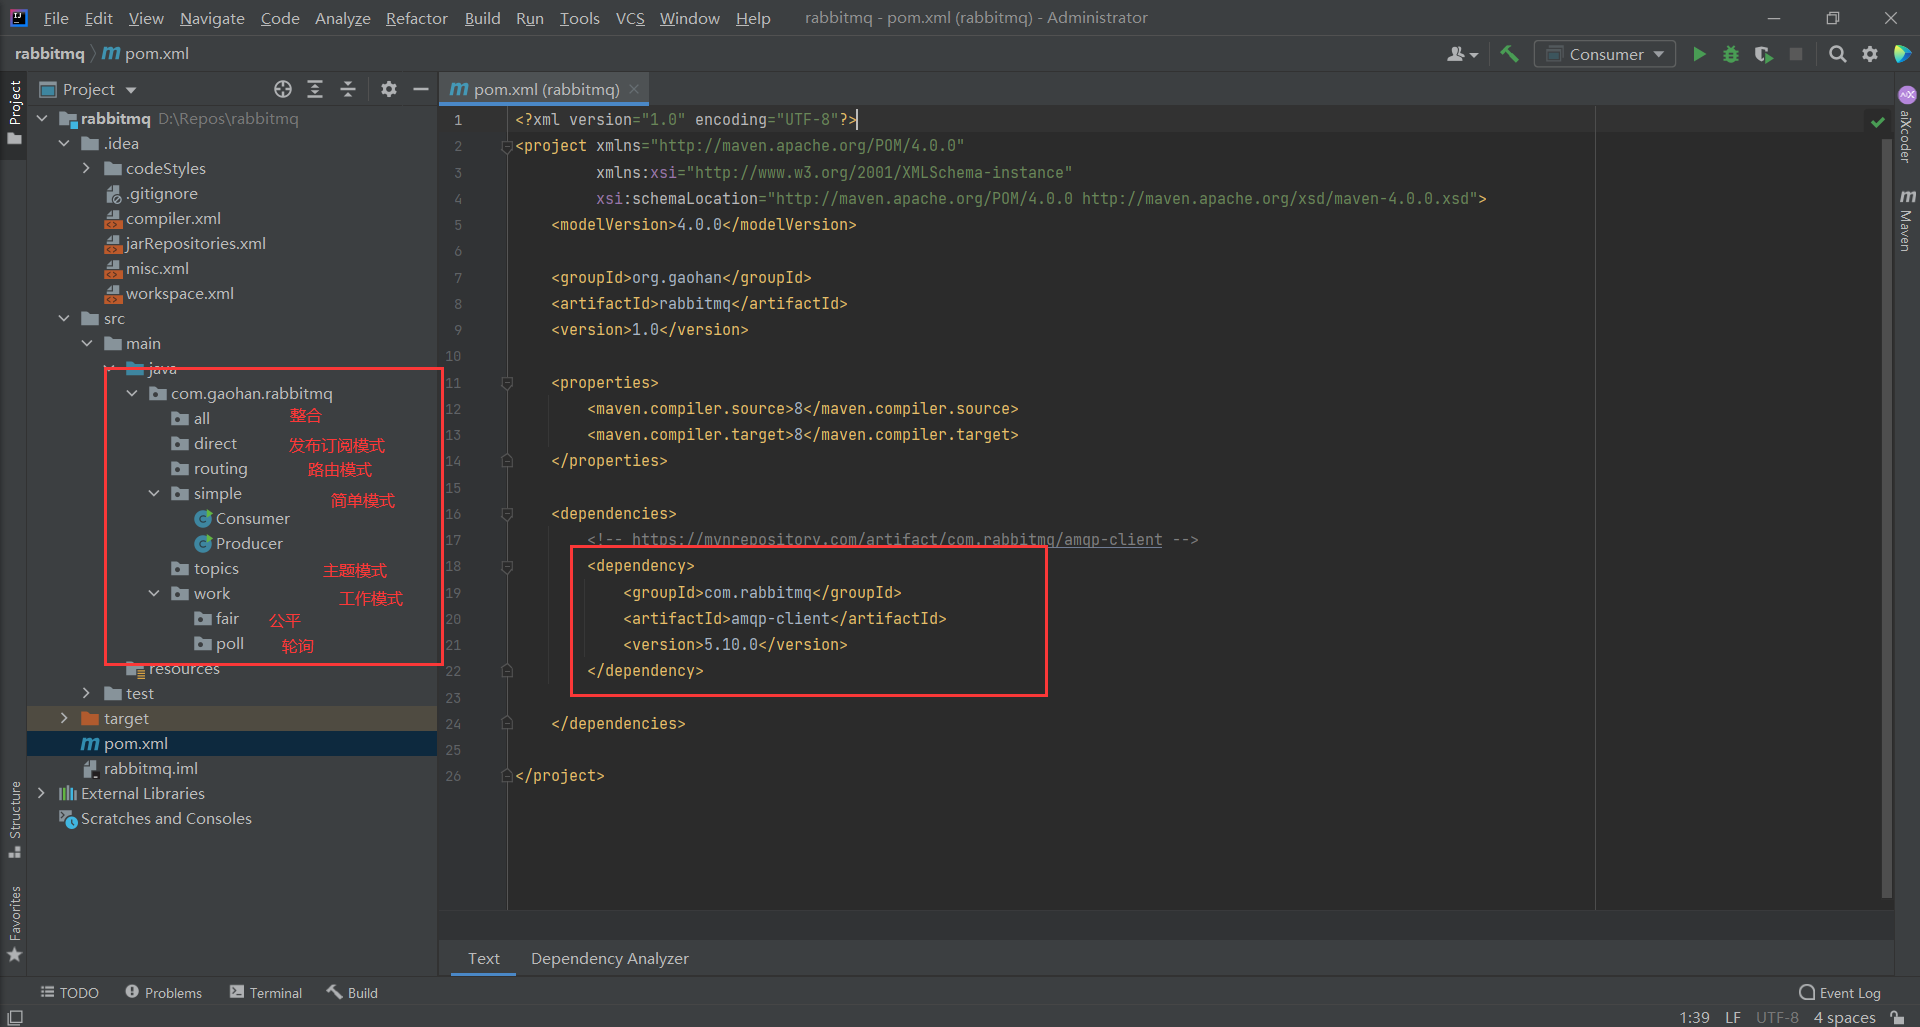 File Edit View Navigate Code Analyze Refactor Build Run Tools VCS Window Help rabbitmq - pom.xml (rabbitmq) - Administrator
rabbitmq pom.xml
Consumer
Project
Project
pom.xml (rabbitmq)
rabbitmq D:\Repos\rabbitmq
.idea
codeStyles
.gitignore
compiler.xml
jarRepositories.xml
misc.xml
workspace.xml
src
main
java
com.gaohan.rabbitmq
all 整合
direct 发布订阅模式
routing 路由模式
simple 简单模式
Consumer
Producer
topics 主题模式
work 工作模式
fair 公平
poll 轮询
resources
test
target
pom.xml
rabbitmq.iml
External Libraries
Scratches and Consoles
Structure
Favorites
1 <?xml version="1.0" encoding="UTF-8"?>
2 <project xmlns="http://maven.apache.org/POM/4.0.0"
3 xmlns:xsi="http://www.w3.org/2001/XMLSchema-instance"
4 xsi:schemaLocation="http://maven.apache.org/POM/4.0.0 http://maven.apache.org/xsd/maven-4.0.0.xsd">
5 <modelVersion>4.0.0</modelVersion>
6
7 <groupId>org.gaohan</groupId>
8 <artifactId>rabbitmq</artifactId>
9 <version>1.0</version>
10
11 <properties>
12 <maven.compiler.source>8</maven.compiler.source>
13 <maven.compiler.target>8</maven.compiler.target>
14 </properties>
15
16 <dependencies>
17 <!-- https://mvnrepository.com/artifact/com.rabbitmq/amqp-client -->
18 <dependency>
19 <groupId>com.rabbitmq</groupId>
20 <artifactId>amqp-client</artifactId>
21 <version>5.10.0</version>
22 </dependency>
23
24 </dependencies>
25
26 </project>
aiXcoder
Maven
Text Dependency Analyzer
TODO Problems Terminal Build Event Log
1:39 LF UTF-8 4 spaces